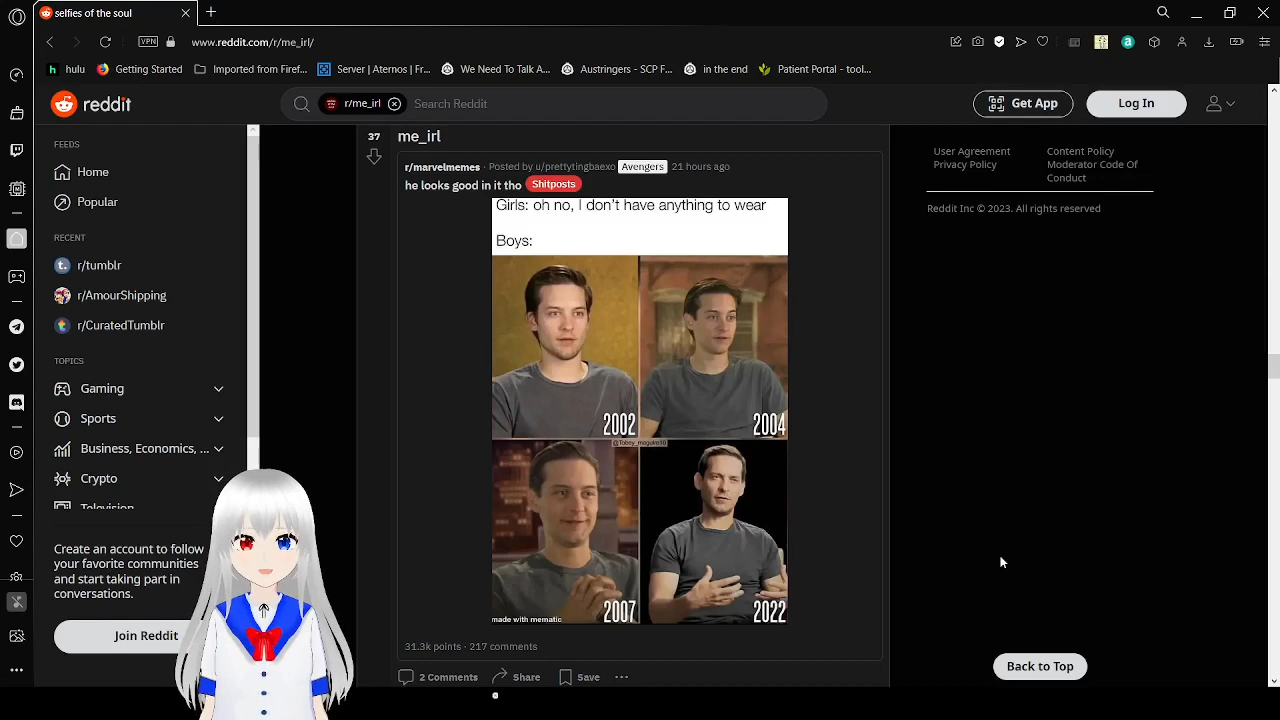 selfies of the soul
VPN
www.reddit.com/r/me_irl/
hulu
Getting Started
Imported from Firef...
Server | Aternos | Fr...
We Need To Talk A...
Austringers - SCP F...
in the end
Patient Portal - tool...
reddit
r/me_irl
Search Reddit
Get App
Log In
FEEDS
Home
Popular
RECENT
r/tumblr
r/AmourShipping
r/CuratedTumblr
TOPICS
Gaming
Sports
Business, Economics, ...
Crypto
Television
Create an account to follow
your favorite communities
and start taking part in
conversations.
Join Reddit
37
me_irl
r/marvelmemes · Posted by u/prettytingbaexo Avengers 21 hours ago
he looks good in it tho Shitposts
Girls: oh no, I don't have anything to wear
Boys:
2002
2004
@Tobey_maguire10
2007
2022
made with mematic
31.3k points · 217 comments
2 Comments
Share
Save
User Agreement
Privacy Policy
Content Policy
Moderator Code Of
Conduct
Reddit Inc © 2023. All rights reserved
Back to Top